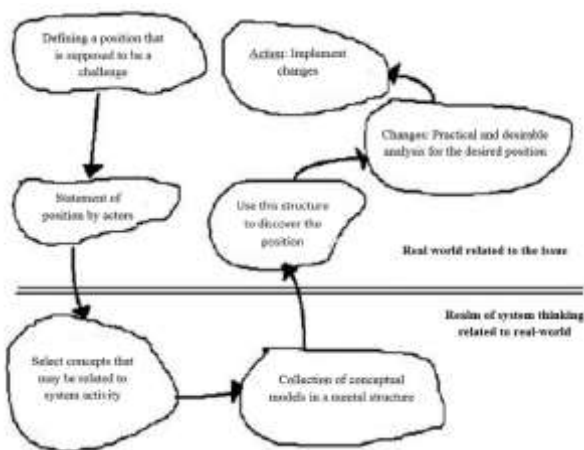 Defining a position that
is supposed to be a
challenge
Action: Implement
changes
Changes: Practical and desirable
analysis for the desired position
Statement of
position by actors
Use this structure
to discover the
position
Real world related to the issue
Realm of system thinking
related to real-world
Select concepts that
may be related to
system activity
Collection of conceptual
models in a mental structure